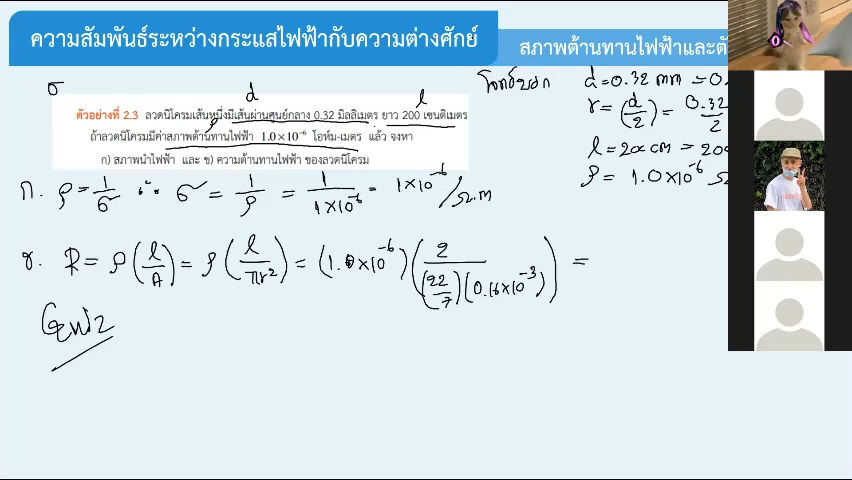 ความสัมพันธ์ระหว่างกระแสไฟฟ้ากับความต่างศักย์
สภาพต้านทานไฟฟ้าและตั
σ
d
l
ตัวอย่างที่ 2.3 ลวดนิโครมเส้นหนึ่งมีเส้นผ่านศูนย์กลาง 0.32 มิลลิเมตร ยาว 200 เซนติเมตร
ρ
ถ้าลวดนิโครมมีค่าสภาพต้านทานไฟฟ้า 1.0×10⁻⁶ โอห์ม-เมตร แล้ว จงหา
ก) สภาพนำไฟฟ้า และ ข) ความต้านทานไฟฟ้า ของลวดนิโครม
โจทย์บอก d = 0.32 mm = 0.
r = (d/2) = 0.32/2
l = 200 cm = 200
ρ = 1.0×10⁻⁶ Ω
ก. ρ = 1/σ ∴ σ = 1/ρ = 1/1×10⁻⁶ = 1×10⁻⁶ /Ω.m
ข. R = ρ(l/A) = ρ(l/πr²) = (1.0×10⁻⁶)(2/(22/7)(0.16×10⁻³)) =
Quiz